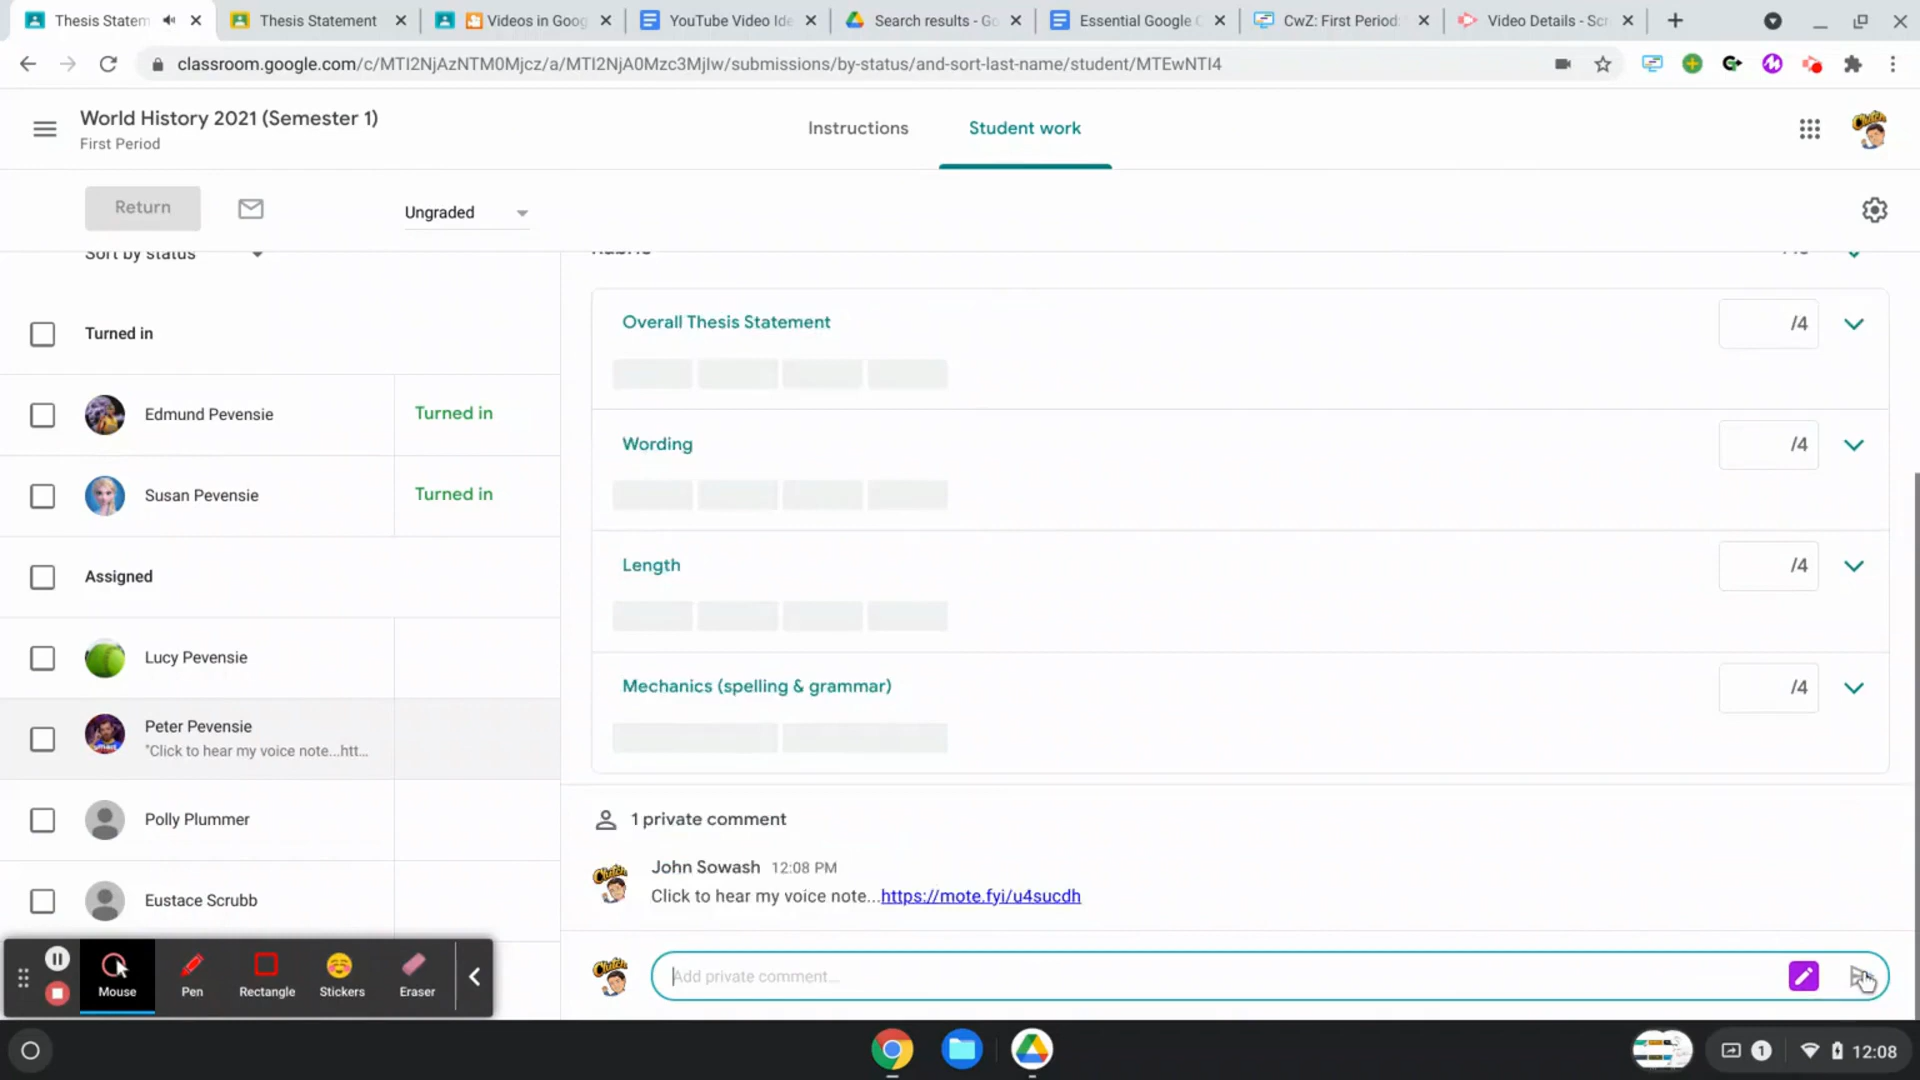 Thesis Statem
Thesis Statement
Videos in Goog
YouTube Video Ide
Search results - Go
Essential Google C
CwZ: First Period
Video Details - Scr
classroom.google.com/c/MTI2NjAzNTM0Mjcz/a/MTI2NjA0Mzc3Mjlw/submissions/by-status/and-sort-last-name/student/MTEwNTI4
World History 2021 (Semester 1)
First Period
Instructions
Student work
Return
Ungraded
Sort by status
Rubric
Turned in
Edmund Pevensie
Turned in
Susan Pevensie
Turned in
Assigned
Lucy Pevensie
Peter Pevensie
"Click to hear my voice note...htt...
Polly Plummer
Eustace Scrubb
Overall Thesis Statement
/4
Wording
/4
Length
/4
Mechanics (spelling & grammar)
/4
1 private comment
John Sowash 12:08 PM
Click to hear my voice note...https://mote.fyi/u4sucdh
Add private comment...
Mouse
Pen
Rectangle
Stickers
Eraser
1
12:08